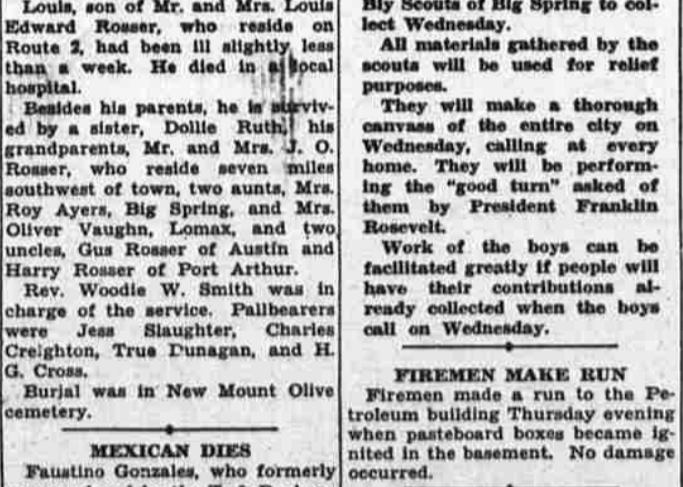 Louis, son of Mr. and Mrs. Louis
Edward Rosser, who reside on
Route 2, had been ill slightly less
than a week. He died in a local
hospital.
Besides his parents, he is surviv-
ed by a sister, Dollie Ruth, his
grandparents, Mr. and Mrs. J. O.
Rosser, who reside seven miles
southwest of town, two aunts, Mrs.
Roy Ayers, Big Spring, and Mrs.
Oliver Vaughn, Lomax, and two
uncles, Gus Rosser of Austin and
Harry Rosser of Port Arthur.
Rev. Woodie W. Smith was in
charge of the service. Pallbearers
were Jess Slaughter, Charles
Creighton, True Dunagan, and H.
G. Cross.
Burial was in New Mount Olive
cemetery.
MEXICAN DIES
Faustino Gonzales, who formerly
Boy Scouts of Big Spring to col-
lect Wednesday.
All materials gathered by the
scouts will be used for relief
purposes.
They will make a thorough
canvass of the entire city on
Wednesday, calling at every
home. They will be perform-
ing the "good turn" asked of
them by President Franklin
Rosevelt.
Work of the boys can be
facilitated greatly if people will
have their contributions al-
ready collected when the boys
call on Wednesday.
FIREMEN MAKE RUN
Firemen made a run to the Pe-
troleum building Thursday evening
when pasteboard boxes became ig-
nited in the basement. No damage
occurred.